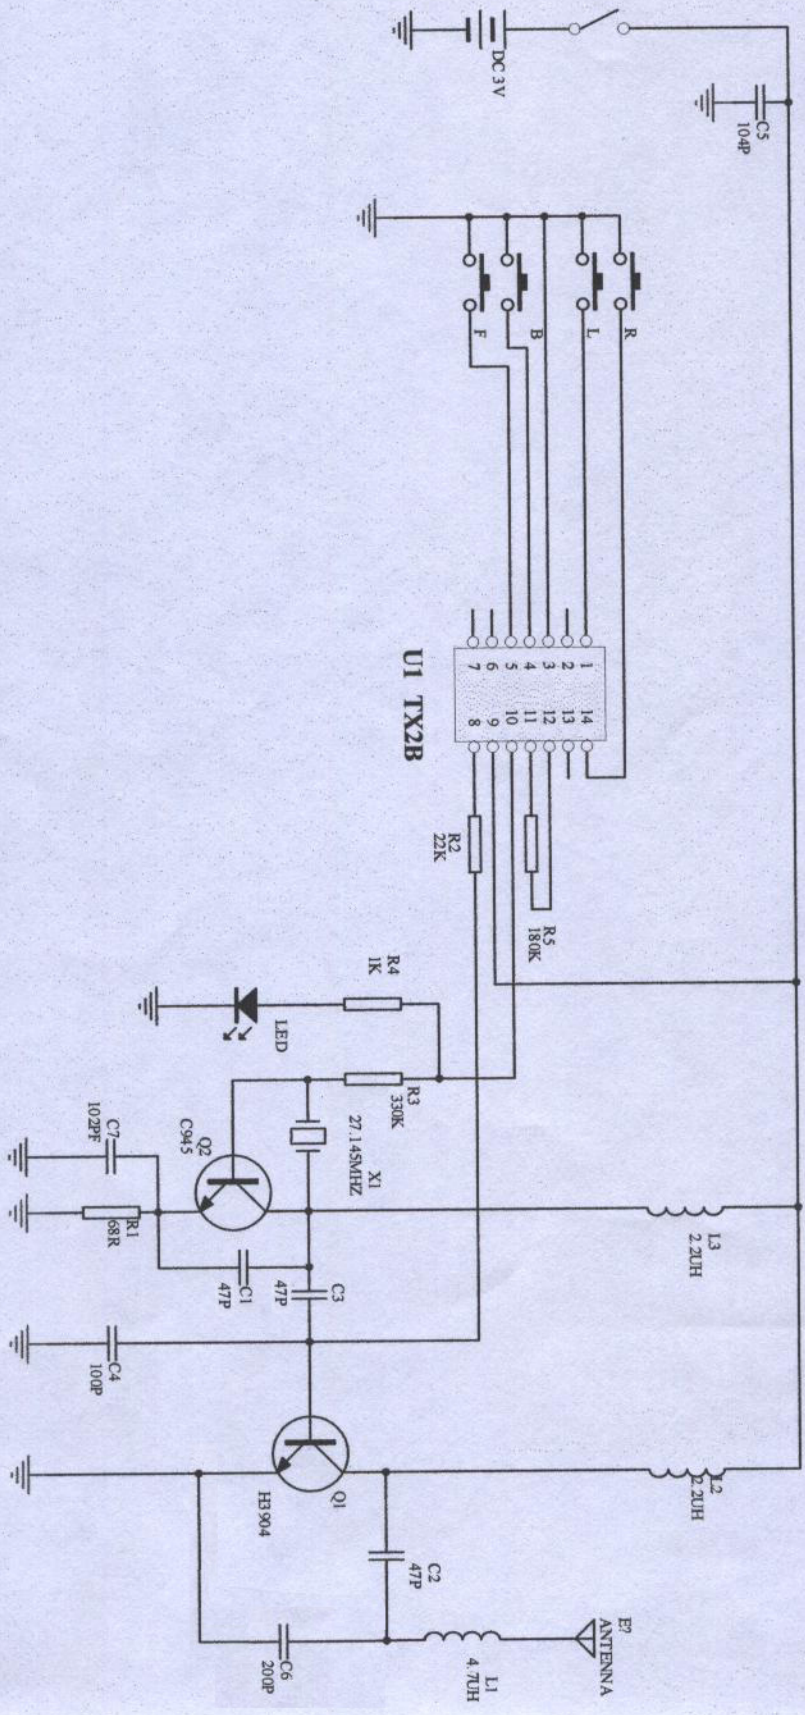 DC 3V
C5
104P
R
L
B
F
1
2
3
4
5
6
7
14
13
12
11
10
9
8
U1 TX2B
R2
22K
R5
180K
R4
1K
LED
R3
330K
X1
27.145MHZ
Q2
C945
C7
102PF
R1
68R
C1
47P
C3
47P
C4
100P
L3
2.2UH
L2
2.2UH
Q1
H3904
C2
47P
C6
200P
L1
4.7UH
E?
ANTENNA